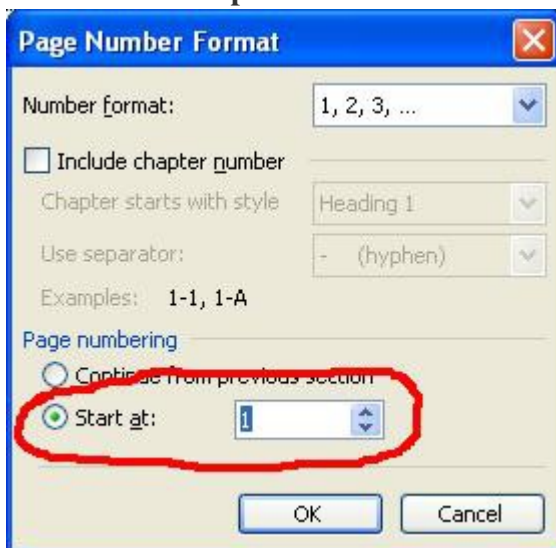 Page Number Format
Number format: 1, 2, 3, ...
Include chapter number
Chapter starts with style Heading 1
Use separator: - (hyphen)
Examples: 1-1, 1-A
Page numbering
Continue from previous section
Start at: 1
OK Cancel